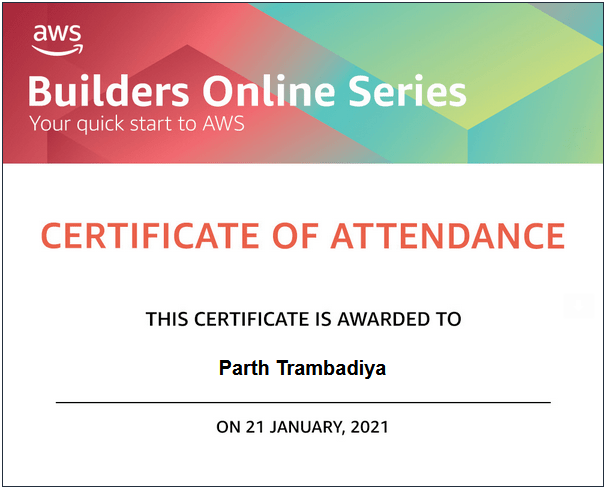 aws
Builders Online Series
Your quick start to AWS
CERTIFICATE OF ATTENDANCE
THIS CERTIFICATE IS AWARDED TO
Parth Trambadiya
ON 21 JANUARY, 2021